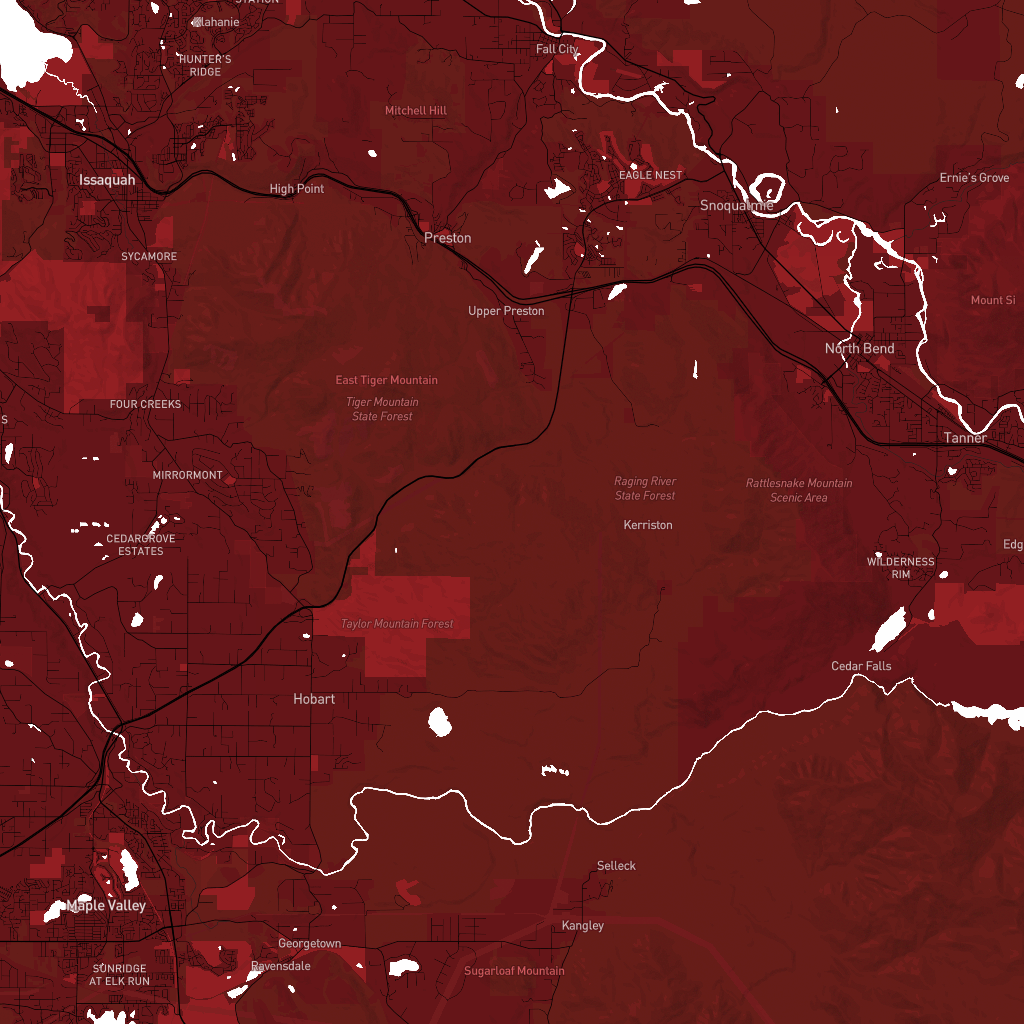 STATION
Klahanie
HUNTER'S
RIDGE
Fall City
Mitchell Hill
Issaquah
High Point
EAGLE NEST
Ernie's Grove
Snoqualmie
Preston
SYCAMORE
Mount Si
Upper Preston
North Bend
East Tiger Mountain
Tiger Mountain
State Forest
FOUR CREEKS
S
Tanner
MIRRORMONT
Raging River
State Forest
Rattlesnake Mountain
Scenic Area
Kerriston
CEDARGROVE
ESTATES
Edg
WILDERNESS
RIM
Taylor Mountain Forest
Cedar Falls
Hobart
Selleck
Maple Valley
Kangley
Georgetown
Ravensdale
SUNRIDGE
AT ELK RUN
Sugarloaf Mountain